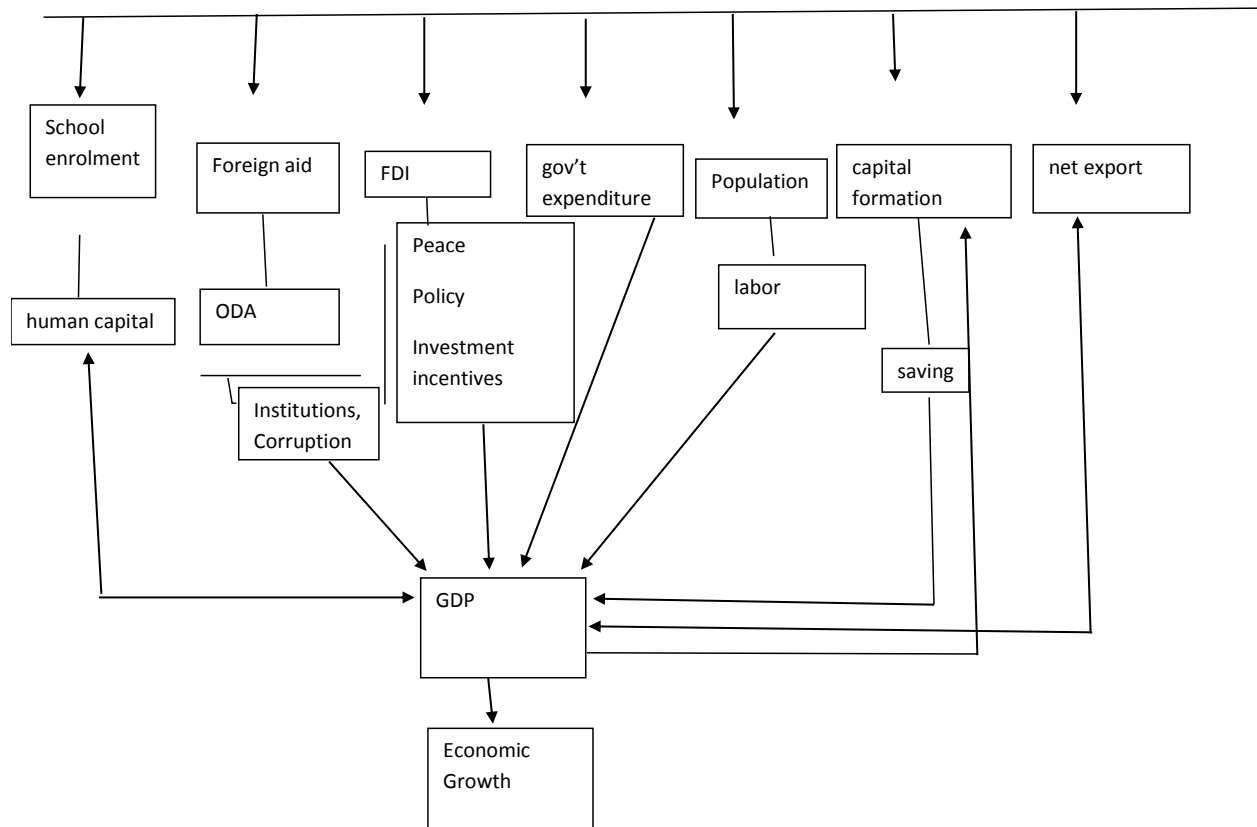 School
enrolment
Foreign aid
FDI
gov’t
expenditure
Population
capital
formation
net export
human capital
ODA
Peace
Policy
Investment
incentives
labor
saving
Institutions,
Corruption
GDP
Economic
Growth